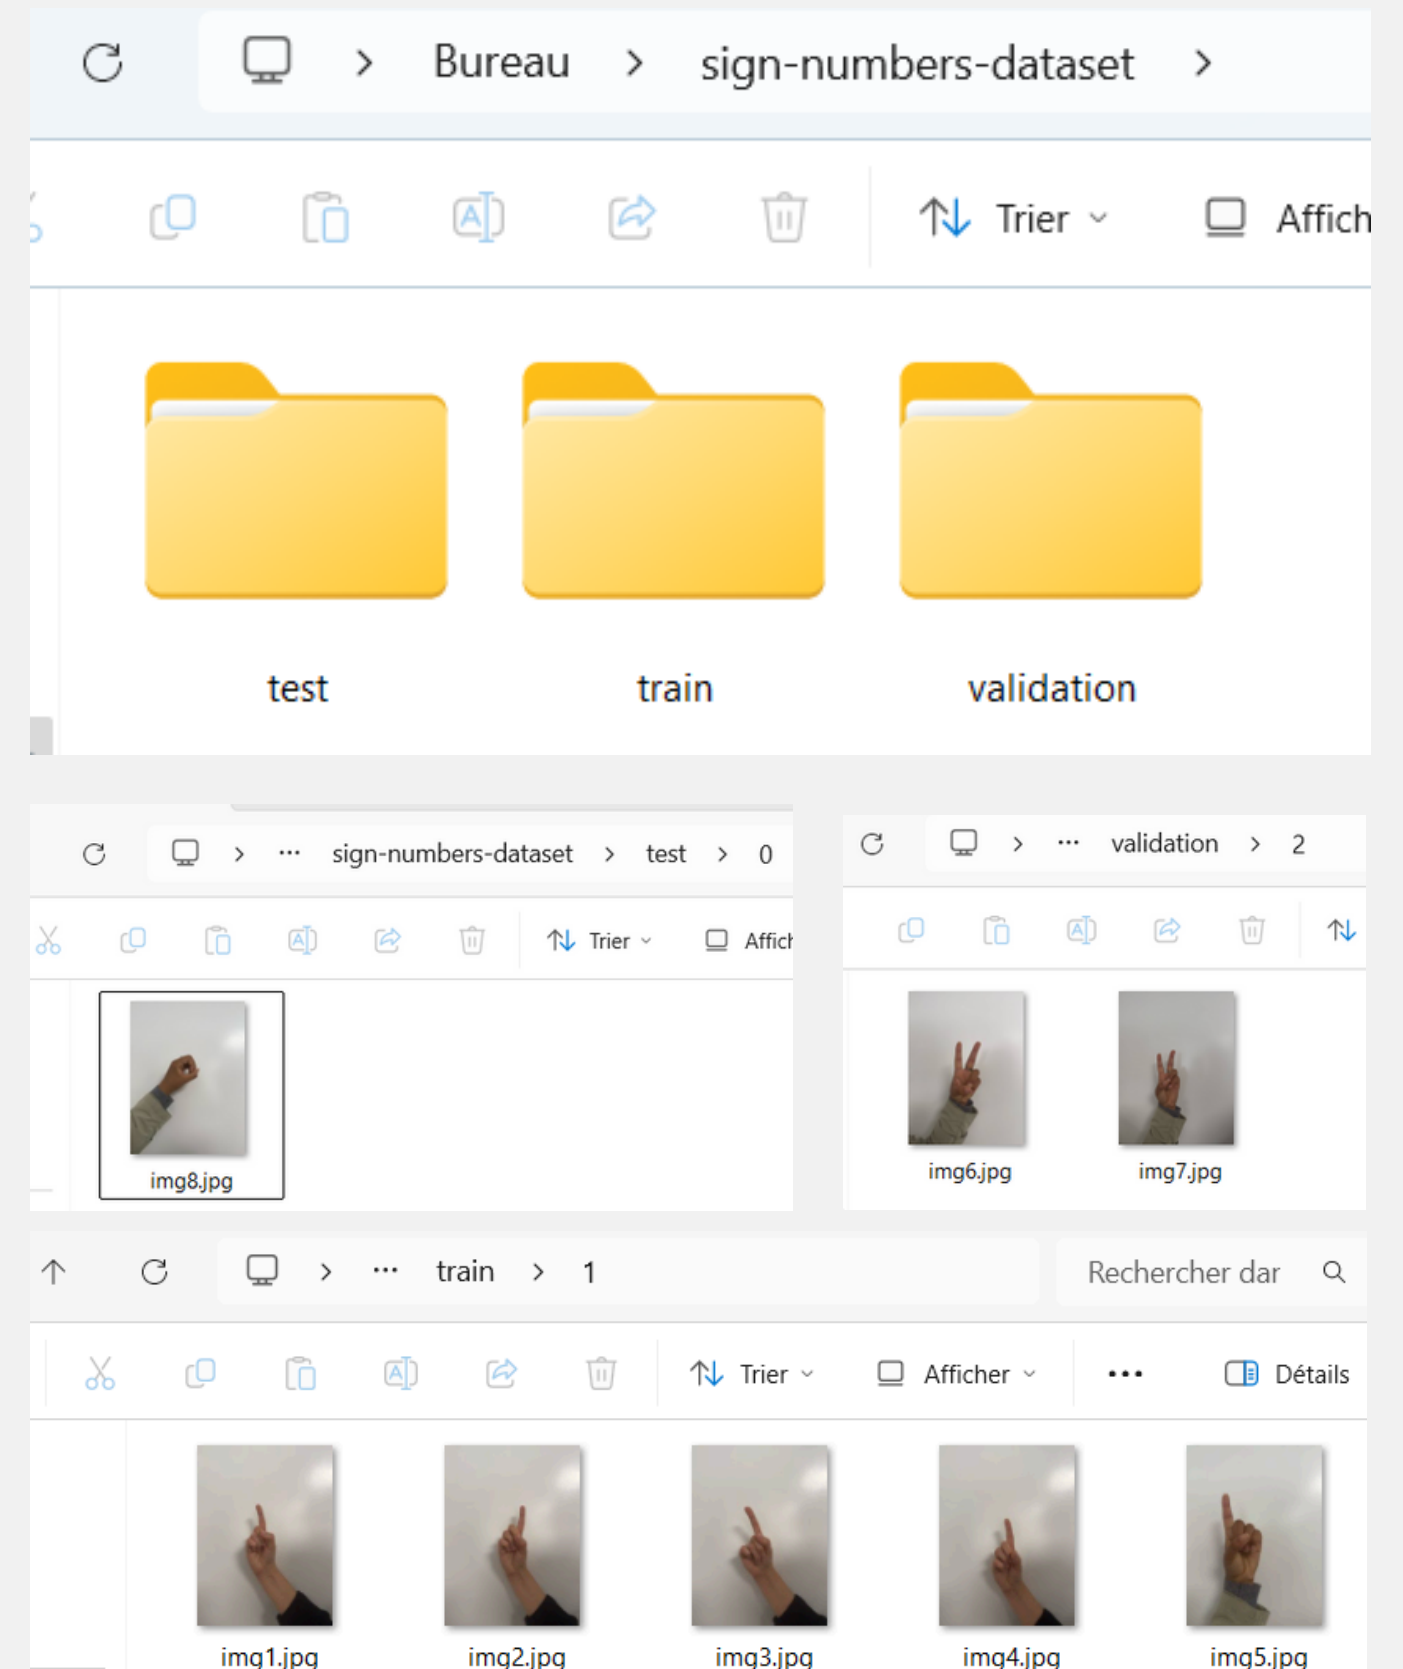 Bureau > sign-numbers-dataset >
Trier Affich
test train validation
... sign-numbers-dataset > test > 0
Trier Affich
img8.jpg
... validation > 2
img6.jpg img7.jpg
... train > 1 Rechercher dar
Trier Afficher ... Détails
img1.jpg img2.jpg img3.jpg img4.jpg img5.jpg